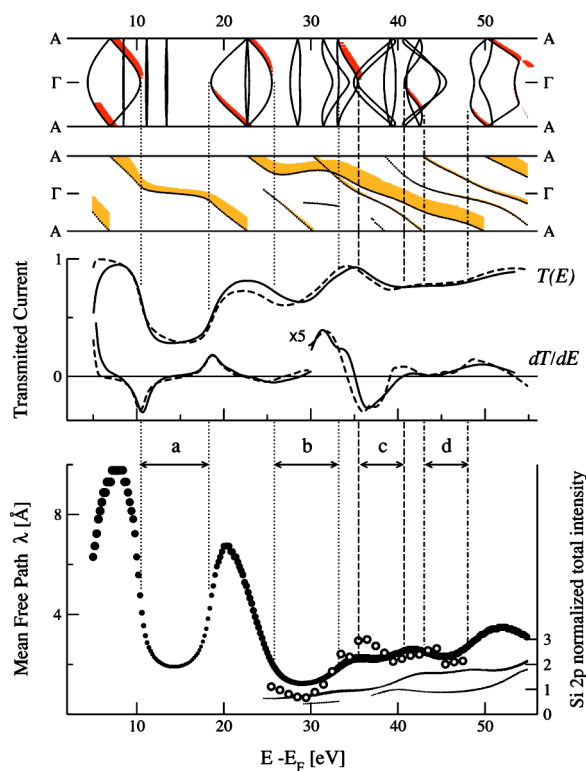 10 20 30 40 50
A A
Γ Γ
A A
A A
Γ Γ
A A
1
T(E)
x5
Transmitted Current
dT/dE
0
a b c d
Mean Free Path λ [Å]
8
4
Si 2p normalized total intensity
3
2
1
0
10 20 30 40 50
E -E_F [eV]